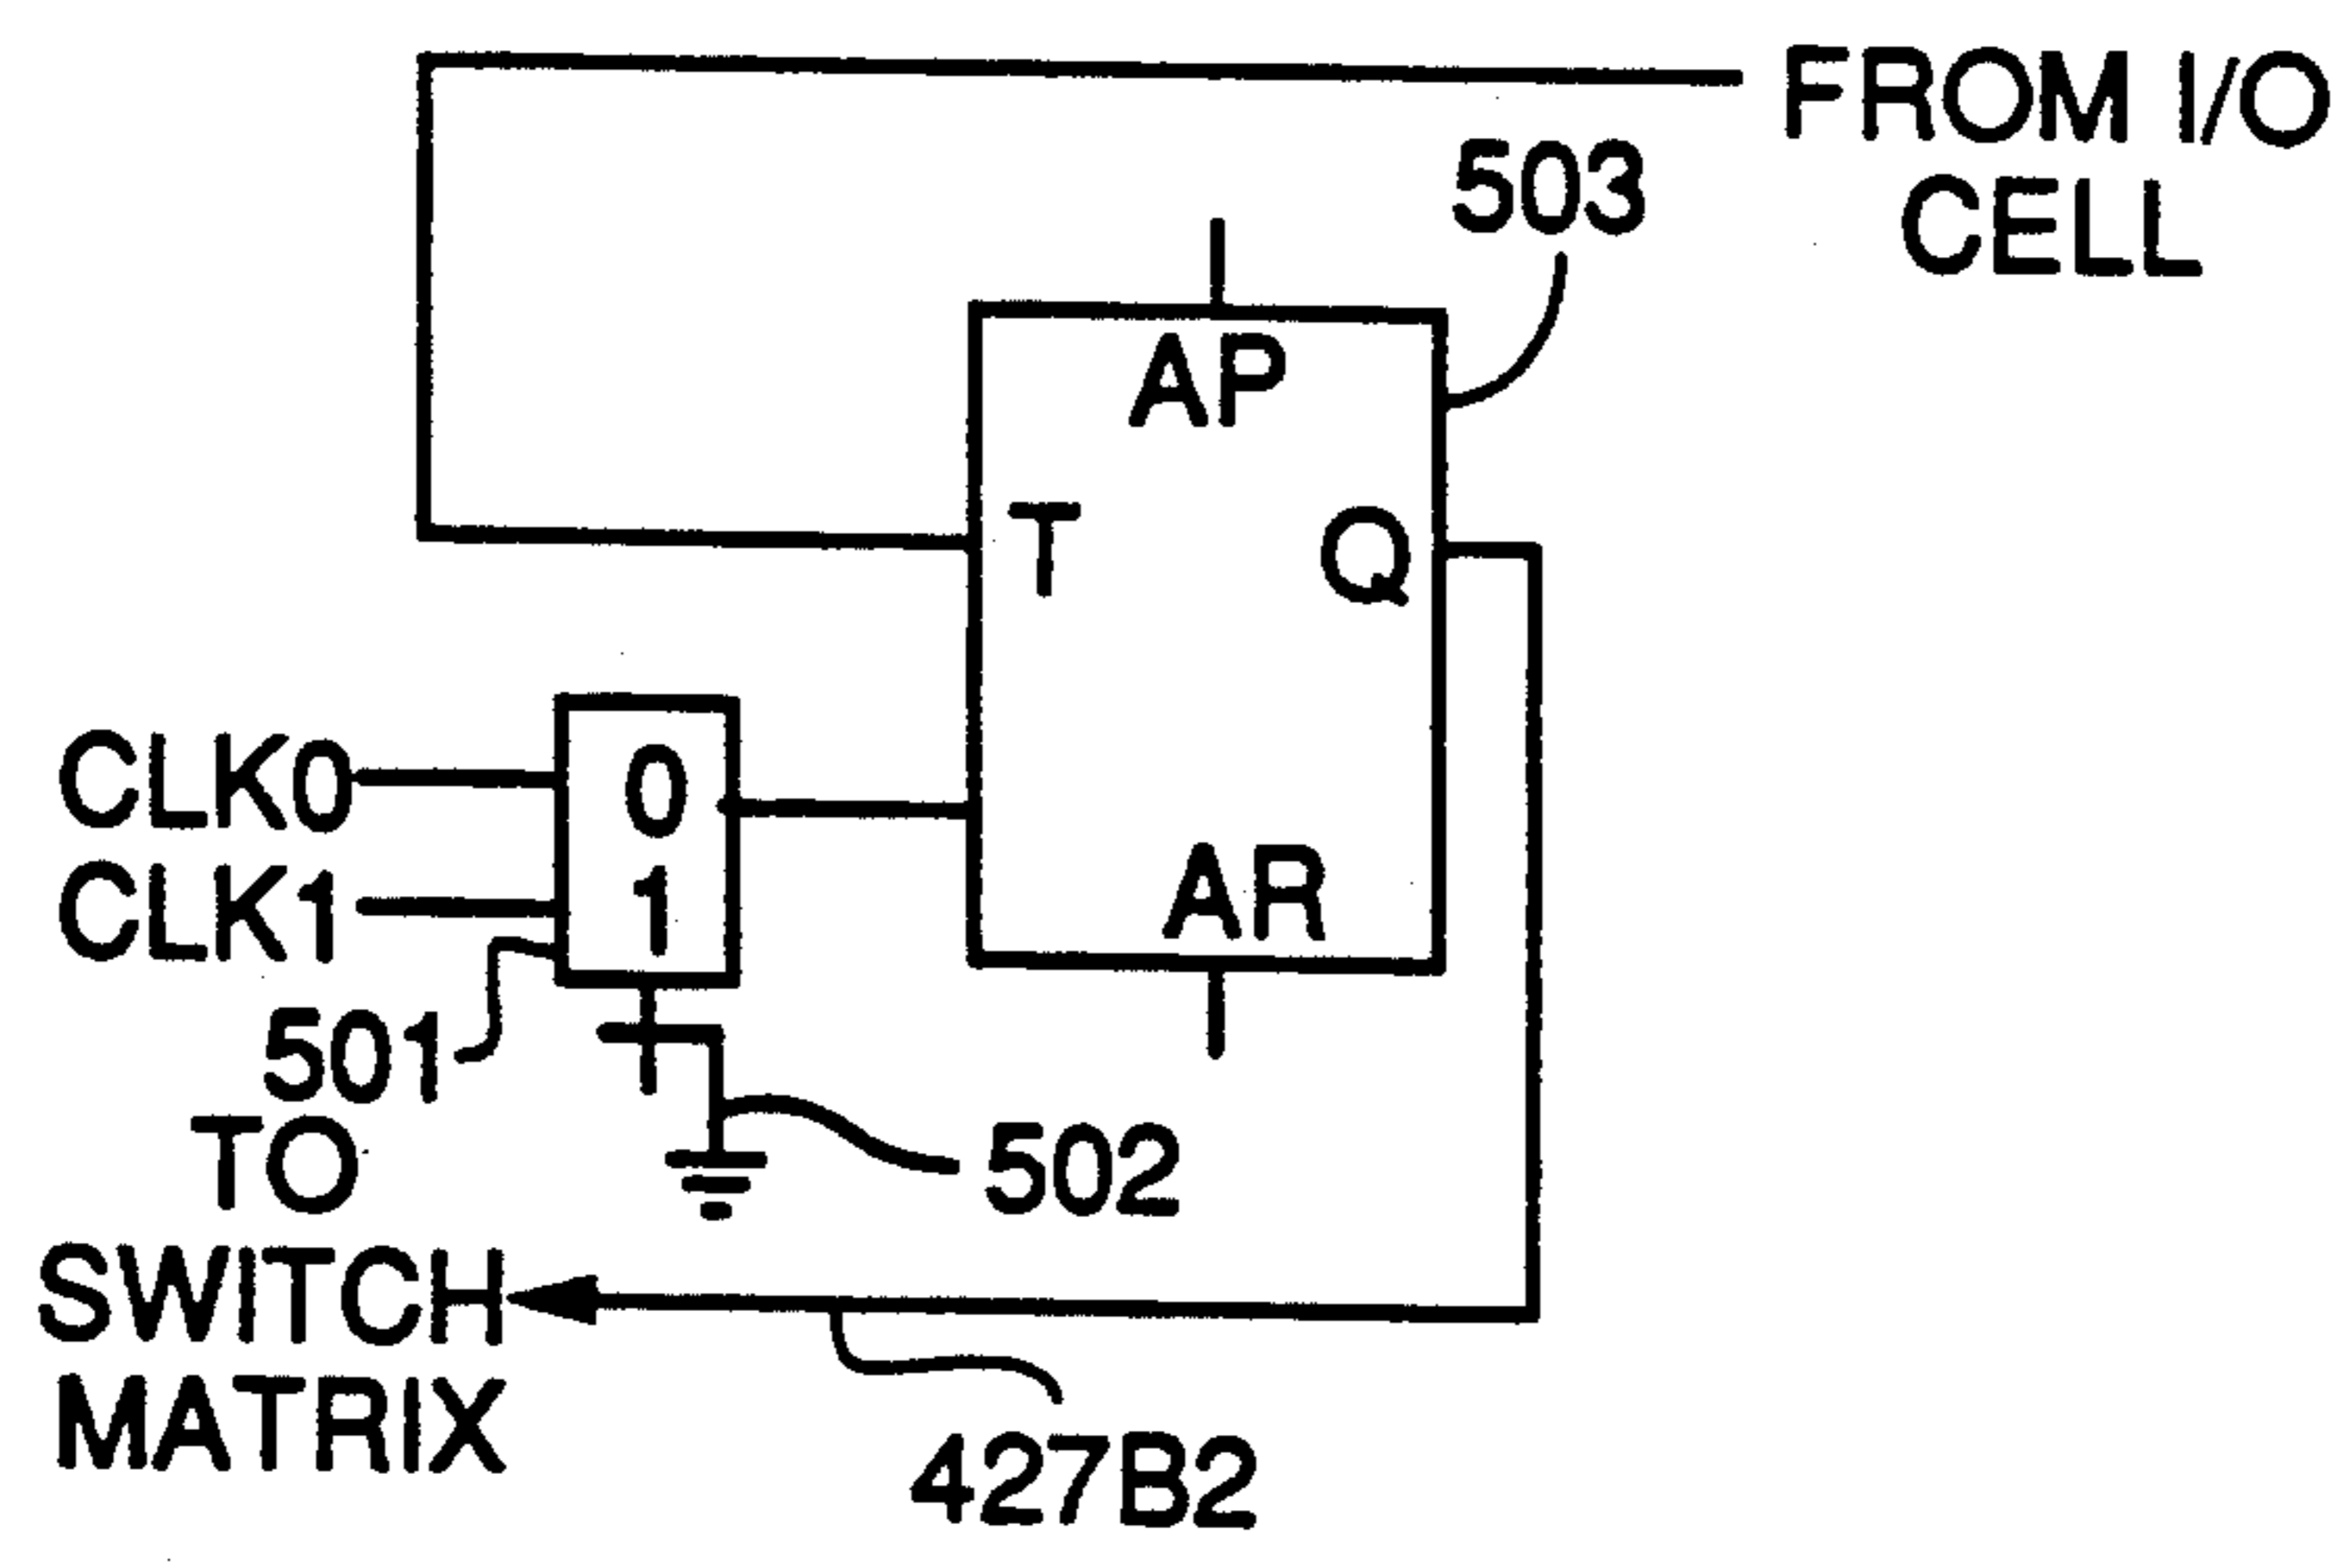 FROM I/O
CELL
503
AP
T
Q
CLK0
0
CLK1
1
AR
501
502
TO
SWITCH
MATRIX
427B2